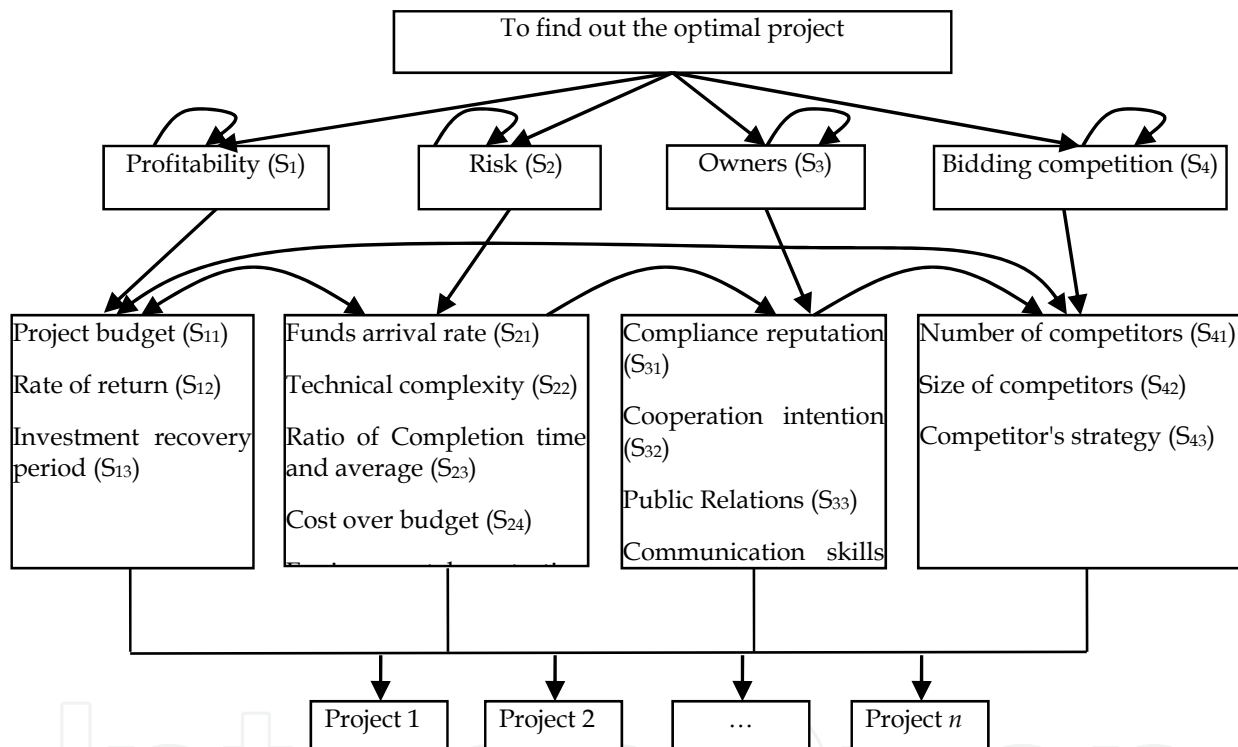 To find out the optimal project
Profitability (S₁)
Risk (S₂)
Owners (S₃)
Bidding competition (S₄)
Project budget (S₁₁)
Rate of return (S₁₂)
Investment recovery
period (S₁₃)
Funds arrival rate (S₂₁)
Technical complexity (S₂₂)
Ratio of Completion time
and average (S₂₃)
Cost over budget (S₂₄)
Compliance reputation
(S₃₁)
Cooperation intention
(S₃₂)
Public Relations (S₃₃)
Communication skills
Number of competitors (S₄₁)
Size of competitors (S₄₂)
Competitor's strategy (S₄₃)
Project 1
Project 2
…
Project n